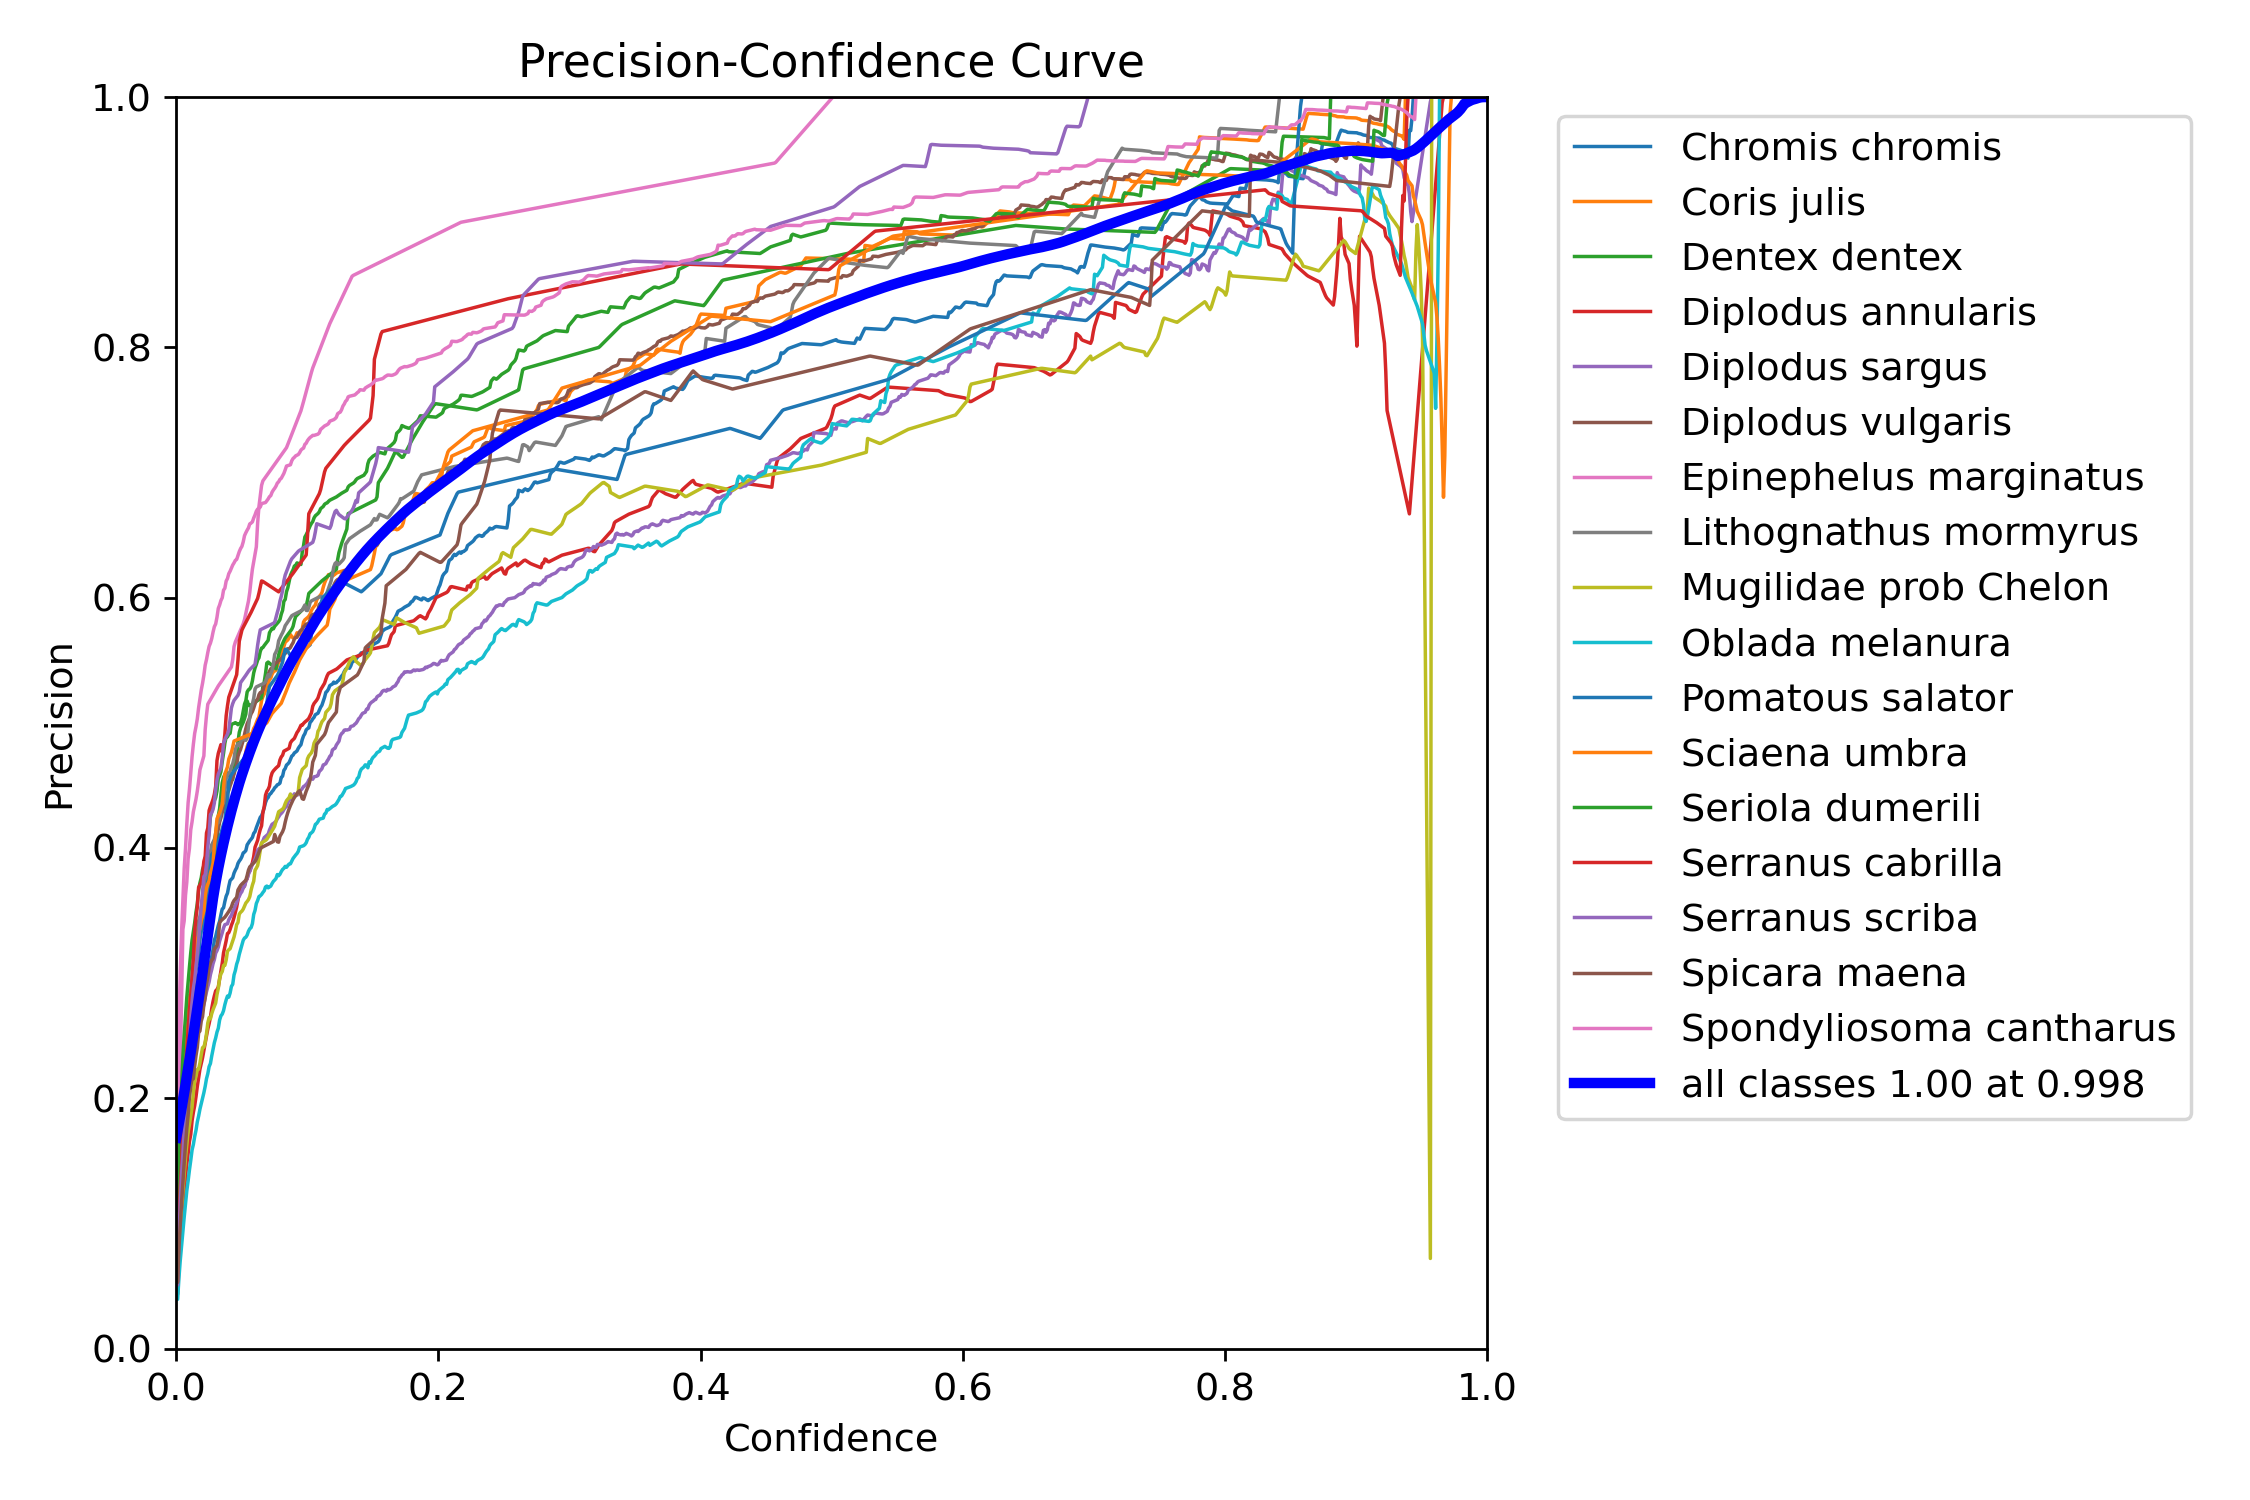 Precision-Confidence Curve
1.0
0.8
0.6
0.4
0.2
0.0
Precision
0.0 0.2 0.4 0.6 0.8 1.0
Confidence
Chromis chromis
Coris julis
Dentex dentex
Diplodus annularis
Diplodus sargus
Diplodus vulgaris
Epinephelus marginatus
Lithognathus mormyrus
Mugilidae prob Chelon
Oblada melanura
Pomatous salator
Sciaena umbra
Seriola dumerili
Serranus cabrilla
Serranus scriba
Spicara maena
Spondyliosoma cantharus
all classes 1.00 at 0.998